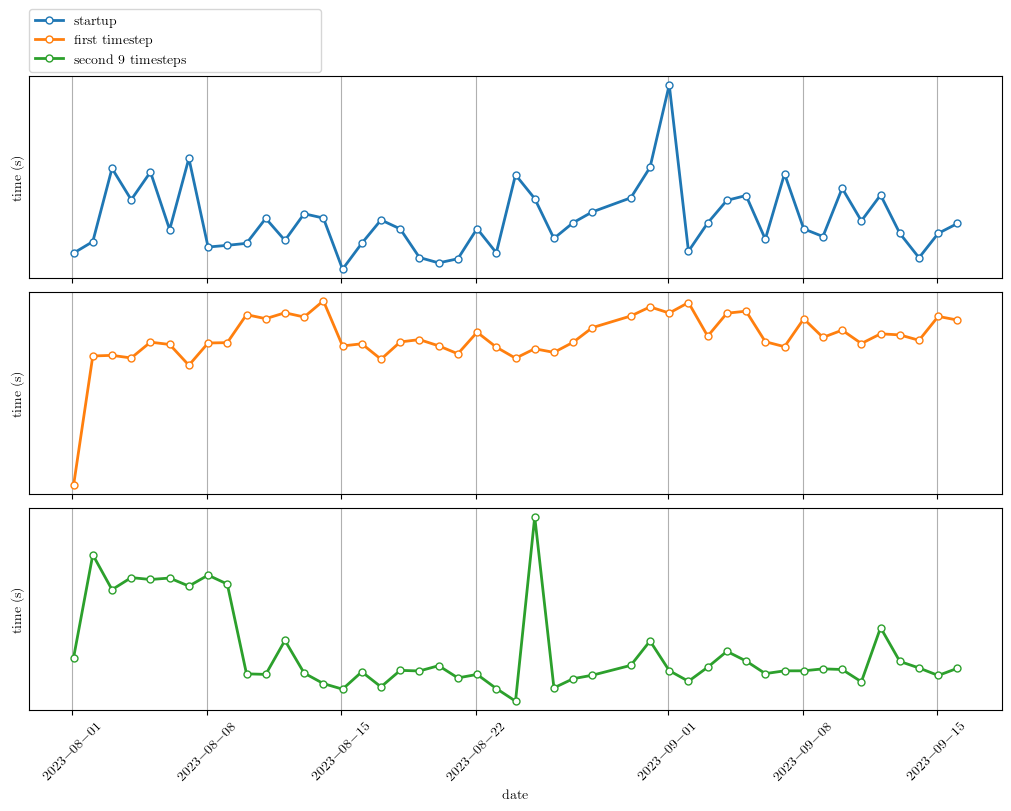 startup
first timestep
second 9 timesteps
time (s)
time (s)
time (s)
2023−08−01
2023−08−08
2023−08−15
2023−08−22
2023−09−01
2023−09−08
2023−09−15
date